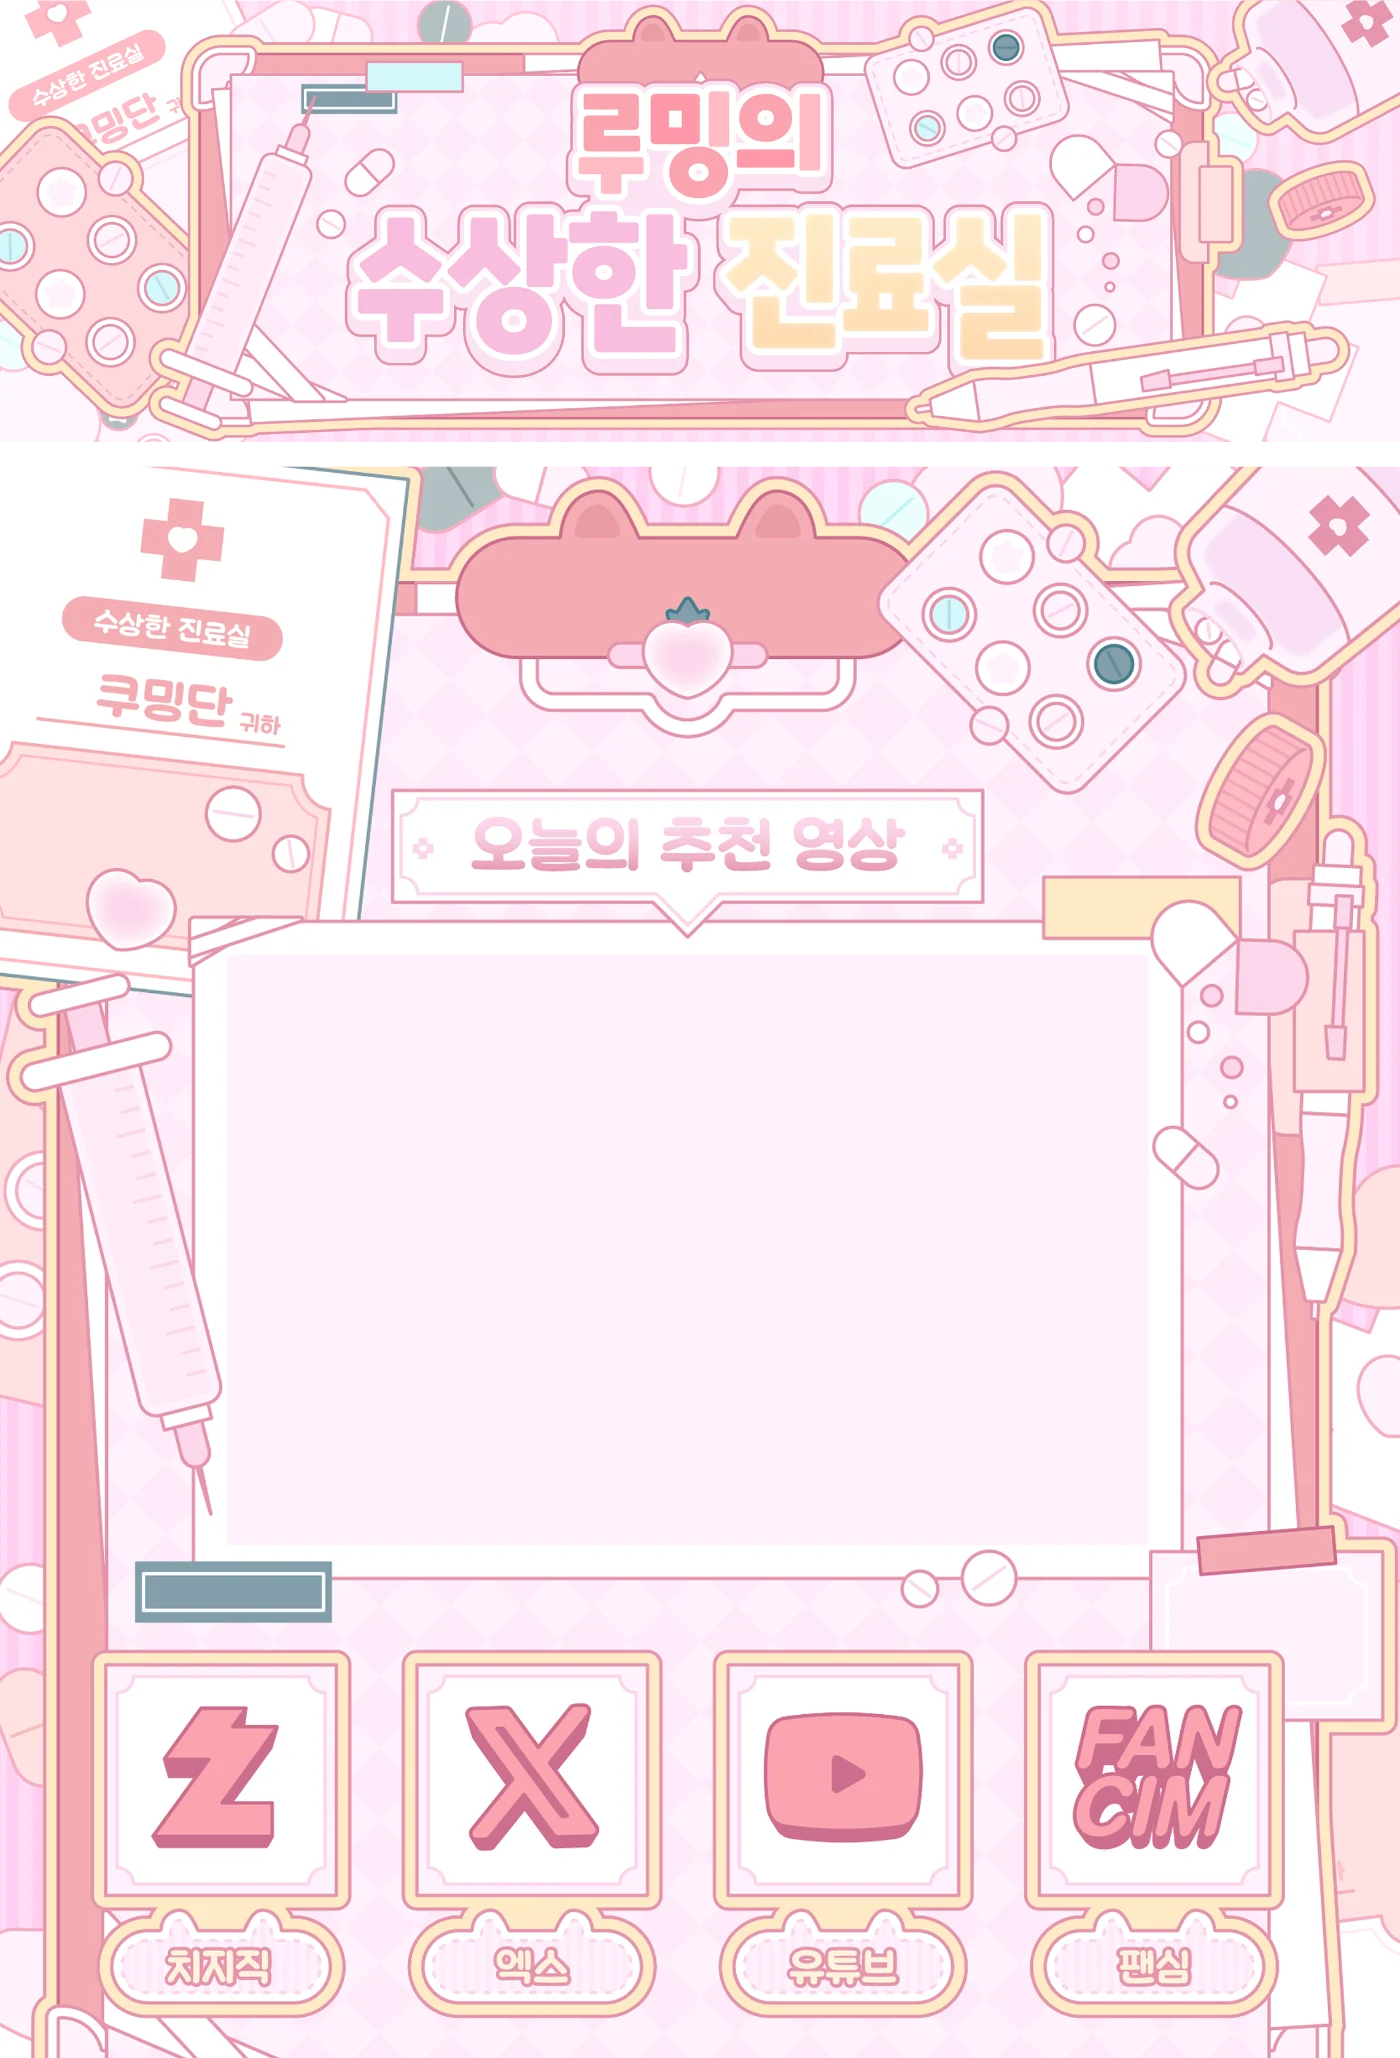 수상한 진료실
쿠밍단 귀
루밍의
수상한 진료실
수상한 진료실
쿠밍단 귀하
오늘의 추천 영상
FAN
CIM
치지직
엑스
유튜브
팬심